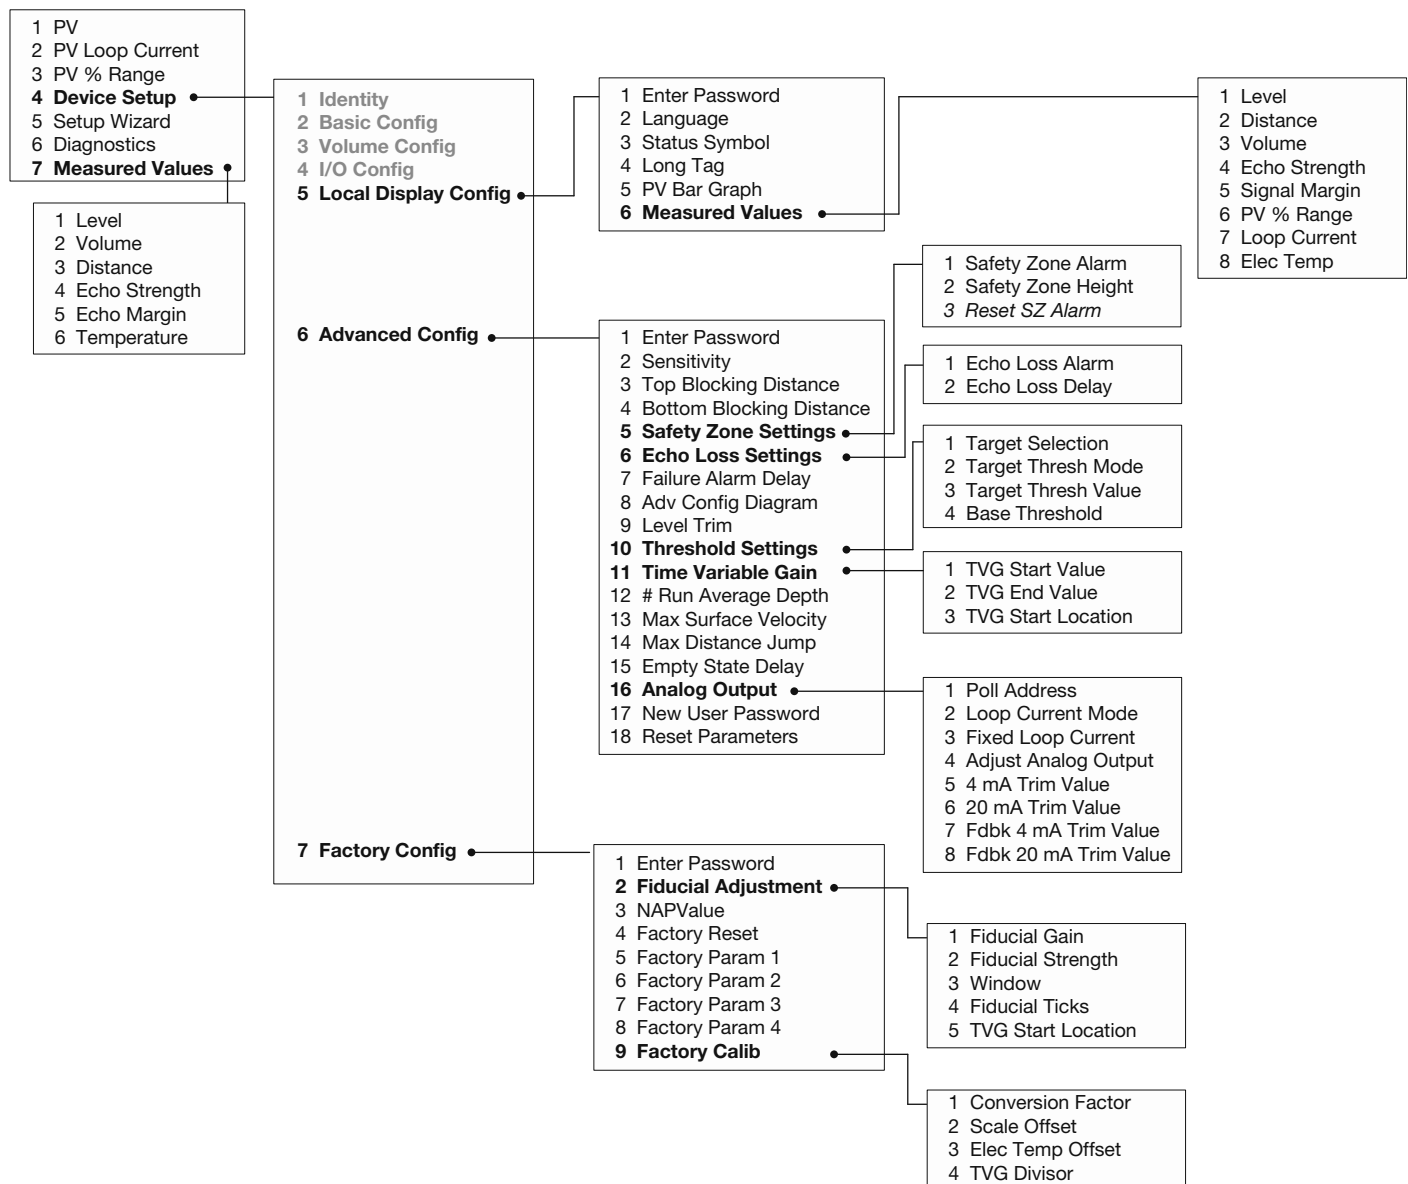 1 PV
2 PV Loop Current
3 PV % Range
4 Device Setup
5 Setup Wizard
6 Diagnostics
7 Measured Values
1 Level
2 Volume
3 Distance
4 Echo Strength
5 Echo Margin
6 Temperature
1 Identity
2 Basic Config
3 Volume Config
4 I/O Config
5 Local Display Config
6 Advanced Config
7 Factory Config
1 Enter Password
2 Language
3 Status Symbol
4 Long Tag
5 PV Bar Graph
6 Measured Values
1 Level
2 Distance
3 Volume
4 Echo Strength
5 Signal Margin
6 PV % Range
7 Loop Current
8 Elec Temp
1 Enter Password
2 Sensitivity
3 Top Blocking Distance
4 Bottom Blocking Distance
5 Safety Zone Settings
6 Echo Loss Settings
7 Failure Alarm Delay
8 Adv Config Diagram
9 Level Trim
10 Threshold Settings
11 Time Variable Gain
12 # Run Average Depth
13 Max Surface Velocity
14 Max Distance Jump
15 Empty State Delay
16 Analog Output
17 New User Password
18 Reset Parameters
1 Safety Zone Alarm
2 Safety Zone Height
3 Reset SZ Alarm
1 Echo Loss Alarm
2 Echo Loss Delay
1 Target Selection
2 Target Thresh Mode
3 Target Thresh Value
4 Base Threshold
1 TVG Start Value
2 TVG End Value
3 TVG Start Location
1 Poll Address
2 Loop Current Mode
3 Fixed Loop Current
4 Adjust Analog Output
5 4 mA Trim Value
6 20 mA Trim Value
7 Fdbk 4 mA Trim Value
8 Fdbk 20 mA Trim Value
1 Enter Password
2 Fiducial Adjustment
3 NAPValue
4 Factory Reset
5 Factory Param 1
6 Factory Param 2
7 Factory Param 3
8 Factory Param 4
9 Factory Calib
1 Fiducial Gain
2 Fiducial Strength
3 Window
4 Fiducial Ticks
5 TVG Start Location
1 Conversion Factor
2 Scale Offset
3 Elec Temp Offset
4 TVG Divisor